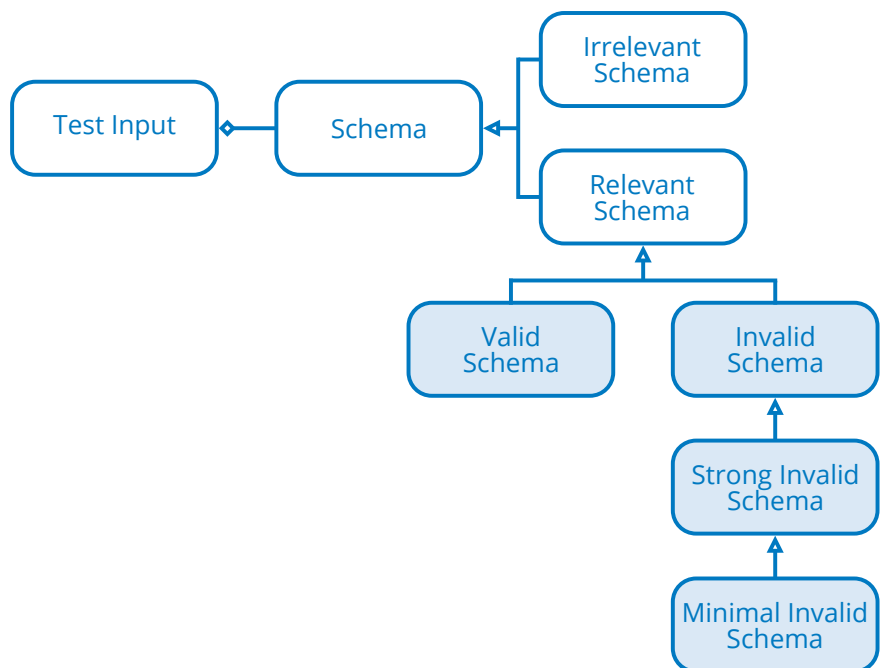 Irrelevant
Schema
Test Input
Schema
Relevant
Schema
Valid
Schema
Invalid
Schema
Strong Invalid
Schema
Minimal Invalid
Schema